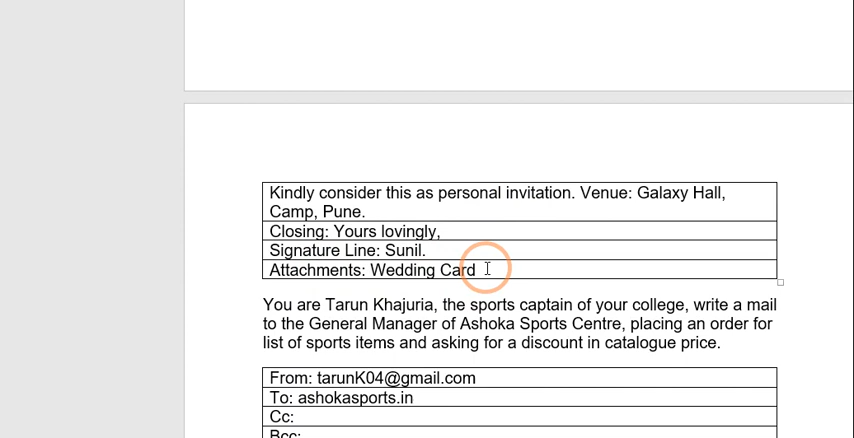 Kindly consider this as personal invitation. Venue: Galaxy Hall,
Camp, Pune.
Closing: Yours lovingly,
Signature Line: Sunil.
Attachments: Wedding Card
You are Tarun Khajuria, the sports captain of your college, write a mail
to the General Manager of Ashoka Sports Centre, placing an order for
list of sports items and asking for a discount in catalogue price.
From: tarunK04@gmail.com
To: ashokasports.in
Cc:
Bcc: